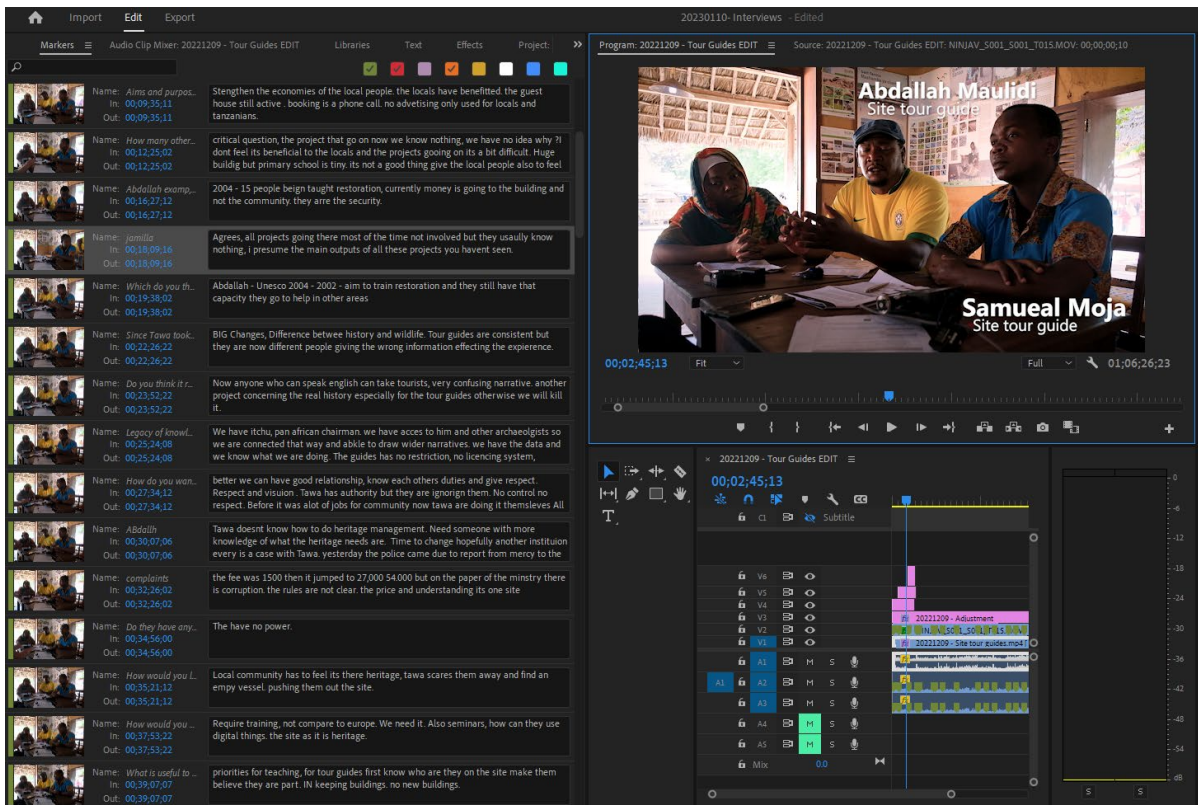 Import Edit Export
20230110- Interviews - Edited
Markers Audio Clip Mixer: 20221209 - Tour Guides EDIT Libraries Text Effects Project:
Name: Aims and purpos...
In: 00;09;35;11
Out: 00;09;35;11
Stengthen the economies of the local people. the locals have benefitted. the guest
house still active . booking is a phone call. no advetising only used for locals and
tanzanians.
Name: How many other...
In: 00;12;25;02
Out: 00;12;25;02
critical question, the project that go on now we know nothing, we have no idea why ?I
dont feel its beneficial to the locals and the projects gooing on its a bit difficult. Huge
buildig but primary school is tiny. its not a good thing give the local people also to feel
Name: Abdallah examp,...
In: 00;16;27;12
Out: 00;16;27;12
2004 - 15 people beign taught restoration, currently money is going to the building and
not the community. they arre the security.
Name: jamilla
In: 00;18;09;16
Out: 00;18;09;16
Agrees, all projects going there most of the time not involved but they usaully know
nothing, i presume the main outputs of all these projects you havent seen.
Name: Which do you th...
In: 00;19;38;02
Out: 00;19;38;02
Abdallah - Unesco 2004 - 2002 - aim to train restoration and they still have that
capacity they go to help in other areas
Name: Since Tawa took...
In: 00;22;26;22
Out: 00;22;26;22
BIG Changes, Difference betwee history and wildlife. Tour guides are consistent but
they are now different people giving the wrong information effecting the expierence.
Name: Do you think it r...
In: 00;23;52;22
Out: 00;23;52;22
Now anyone who can speak english can take tourists, very confusing narrative. another
project concerning the real history especially for the tour guides otherwise we will kill
it.
Name: Legacy of knowl...
In: 00;25;24;08
Out: 00;25;24;08
We have itchu, pan african chairman. we have acces to him and other archaeolgists so
we are connected that way and abkle to draw wider narratives. we have the data and
we know what we are doing. The guides has no restriction, no licencing system,
Name: How do you wan...
In: 00;27;34;12
Out: 00;27;34;12
better we can have good relationship, know each others duties and give respect.
Respect and visuion . Tawa has authority but they are ignorign them. No control no
respect. Before it was alot of jobs for community now tawa are doing it themsleves All
Name: ABdallh
In: 00;30;07;06
Out: 00;30;07;06
Tawa doesnt know how to do heritage management. Need someone with more
knowledge of what the heritage needs are. Time to change hopefully another instituion
every is a case with Tawa. yesterday the police came due to report from mercy to the
Name: complaints
In: 00;32;26;02
Out: 00;32;26;02
the fee was 1500 then it jumped to 27,000 54.000 but on the paper of the minstry there
is corruption. the rules are not clear. the price and understanding its one site
Name: Do they have any...
In: 00;34;56;00
Out: 00;34;56;00
The have no power.
Name: How would you l...
In: 00;35;21;12
Out: 00;35;21;12
Local community has to feel its there heritage, tawa scares them away and find an
empy vessel. pushing them out the site.
Name: How would you ...
In: 00;37;53;22
Out: 00;37;53;22
Require training, not compare to europe. We need it. Also seminars, how can they use
digital things. the site as it is heritage.
Name: What is useful to ...
In: 00;39;07;07
Out: 00;39;07;07
priorities for teaching, for tour guides first know who are they on the site make them
believe they are part. IN keeping buildings. no new buildings.
Program: 20221209 - Tour Guides EDIT Source: 20221209 - Tour Guides EDIT: NINJAV_S001_S001_T015.MOV: 00;00;00;10
Abdallah Maulidi
Site tour guide
Samueal Moja
Site tour guide
00;02;45;13 Fit Full 01;06;26;23
× 20221209 - Tour Guides EDIT
00;02;45;13
CC
C1 Subtitle
V6
V5
V4
V3 fx 20221209 - Adjustment
V2
V1 20221209 - Site tour guides.mp4
A1 M S
A1 A2 M S
A3 M S
A4 M S
A5 M S
Mix 0.0
0
-6
-12
-18
-24
-30
-36
-42
-48
-54
dB
S S